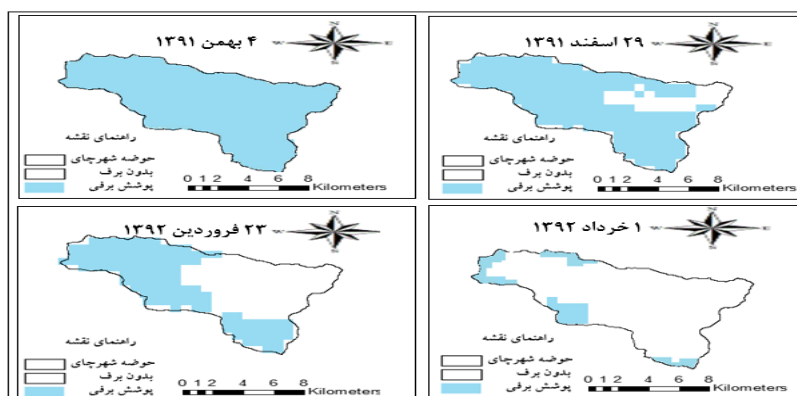 ۴ بهمن ۱۳۹۱
N
W E
S
راهنمای نقشه
حوضه شهرچای
بدون برف
پوشش برفی
0 1 2 4 6 8
Kilometers
۲۹ اسفند ۱۳۹۱
N
W E
S
راهنمای نقشه
حوضه شهرچای
بدون برف
پوشش برفی
0 1 2 4 6 8
Kilometers
۲۳ فروردین ۱۳۹۲
N
W E
S
راهنمای نقشه
حوضه شهرچای
بدون برف
پوشش برفی
0 1 2 4 6 8
Kilometers
۱ خرداد ۱۳۹۲
N
W E
S
راهنمای نقشه
حوضه شهرچای
بدون برف
پوشش برفی
0 1 2 4 6 8
Kilometers